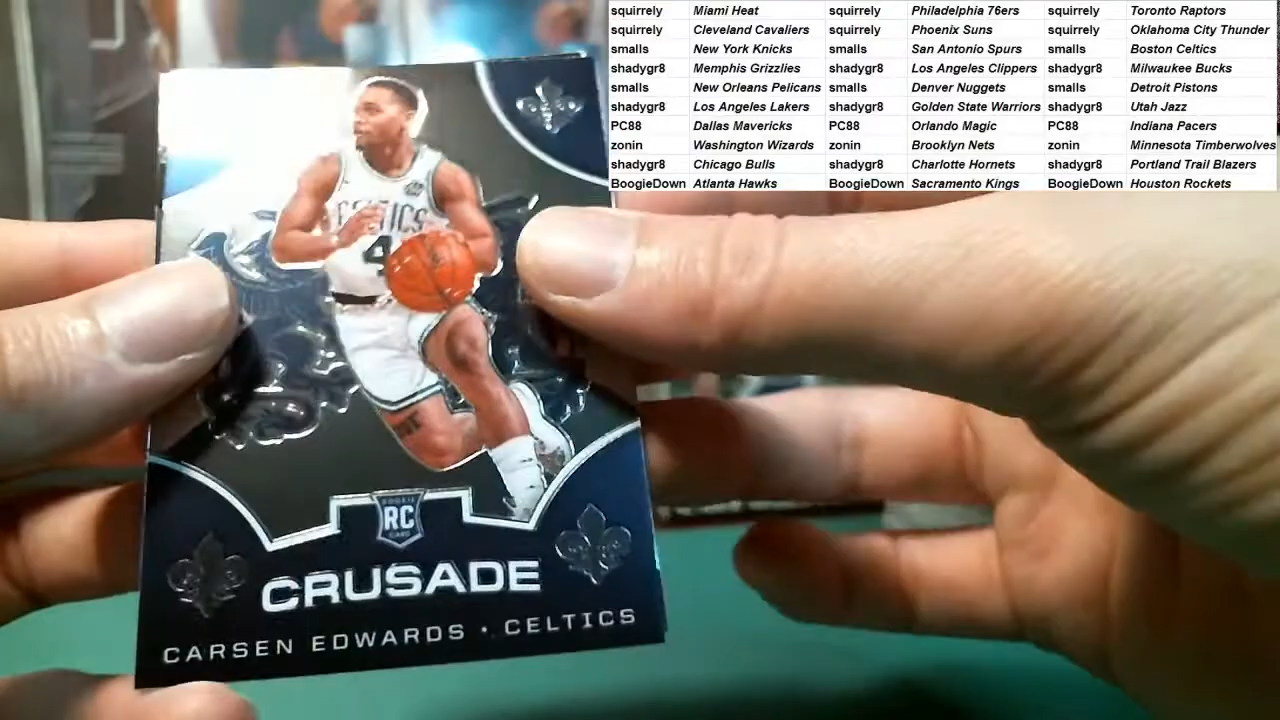 squirrely Miami Heat squirrely Philadelphia 76ers squirrely Toronto Raptors
squirrely Cleveland Cavaliers squirrely Phoenix Suns squirrely Oklahoma City Thunder
smalls New York Knicks smalls San Antonio Spurs smalls Boston Celtics
shadygr8 Memphis Grizzlies shadygr8 Los Angeles Clippers shadygr8 Milwaukee Bucks
smalls New Orleans Pelicans smalls Denver Nuggets smalls Detroit Pistons
shadygr8 Los Angeles Lakers shadygr8 Golden State Warriors shadygr8 Utah Jazz
PC88 Dallas Mavericks PC88 Orlando Magic PC88 Indiana Pacers
zonin Washington Wizards zonin Brooklyn Nets zonin Minnesota Timberwolves
shadygr8 Chicago Bulls shadygr8 Charlotte Hornets shadygr8 Portland Trail Blazers
BoogieDown Atlanta Hawks BoogieDown Sacramento Kings BoogieDown Houston Rockets
CELTICS
4
ROOKIE
RC
CARD
CRUSADE
CARSEN EDWARDS • CELTICS